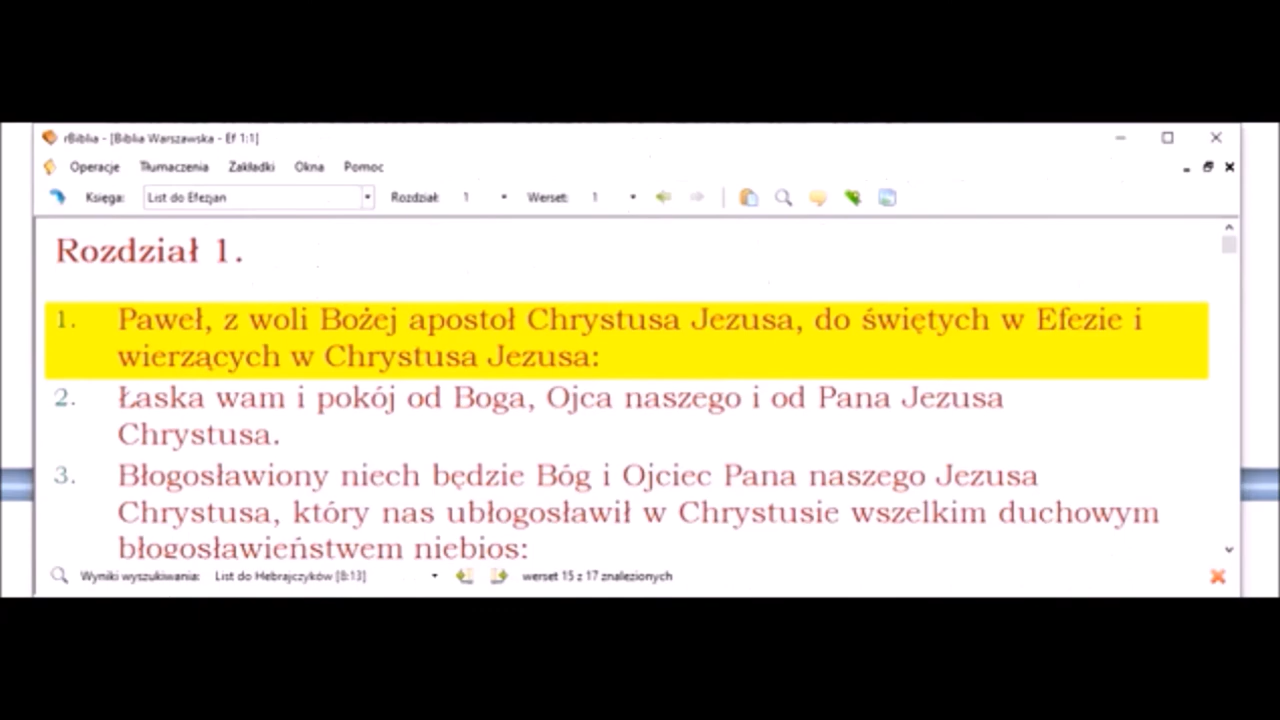 rBiblia - [Biblia Warszawska - Ef 1:1]
Operacje Tłumaczenia Zakładki Okna Pomoc
Księga: List do Efezjan Rozdział: 1 Werset: 1
Rozdział 1.
1. Paweł, z woli Bożej apostoł Chrystusa Jezusa, do świętych w Efezie i
wierzących w Chrystusa Jezusa:
2. Łaska wam i pokój od Boga, Ojca naszego i od Pana Jezusa
Chrystusa.
3. Błogosławiony niech będzie Bóg i Ojciec Pana naszego Jezusa
Chrystusa, który nas ubłogosławił w Chrystusie wszelkim duchowym
błogosławieństwem niebios:
Wyniki wyszukiwania: List do Hebrajczyków [8:13] werset 15 z 17 znalezionych